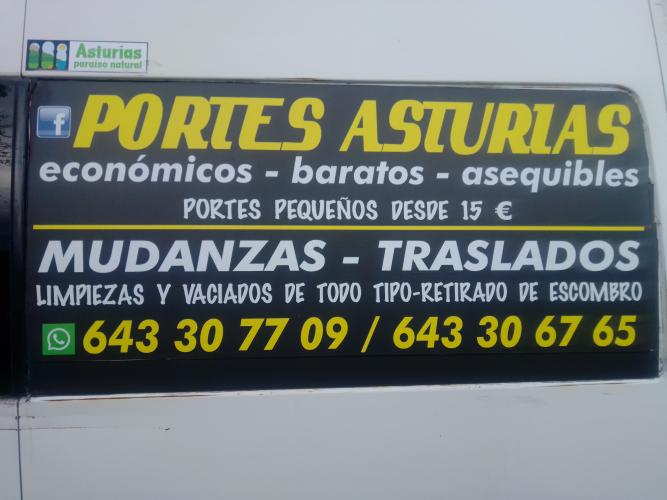 Asturias
paraíso natural
f PORTES ASTURIAS
económicos - baratos - asequibles
PORTES PEQUEÑOS DESDE 15 €
MUDANZAS - TRASLADOS
LIMPIEZAS Y VACIADOS DE TODO TIPO-RETIRADO DE ESCOMBRO
643 30 77 09 / 643 30 67 65